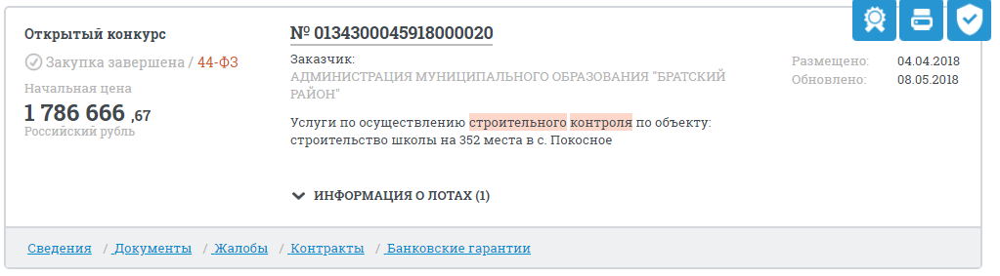 Открытый конкурс
Закупка завершена / 44-ФЗ
Начальная цена
1 786 666 ,67
Российский рубль
№ 0134300045918000020
Заказчик:
АДМИНИСТРАЦИЯ МУНИЦИПАЛЬНОГО ОБРАЗОВАНИЯ "БРАТСКИЙ
РАЙОН"
Услуги по осуществлению строительного контроля по объекту:
строительство школы на 352 места в с. Покосное
ИНФОРМАЦИЯ О ЛОТАХ (1)
Размещено: 04.04.2018
Обновлено: 08.05.2018
Сведения / Документы / Жалобы / Контракты / Банковские гарантии